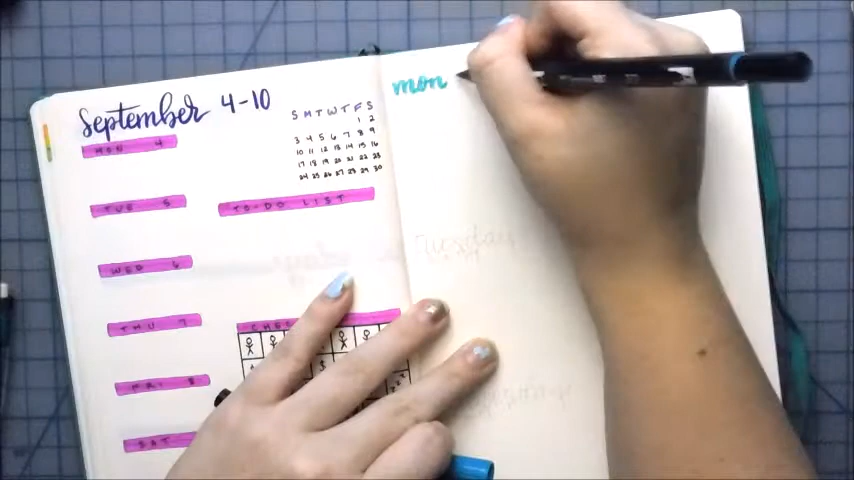 September 4-10
S M T W T F S
1 2
3 4 5 6 7 8 9
10 11 12 13 14 15 16
17 18 19 20 21 22 23
24 25 26 27 28 29 30
MON 4
TUE 5
WED 6
THU 7
FRI 8
SAT
TO-DO LIST
mon
Tuesday